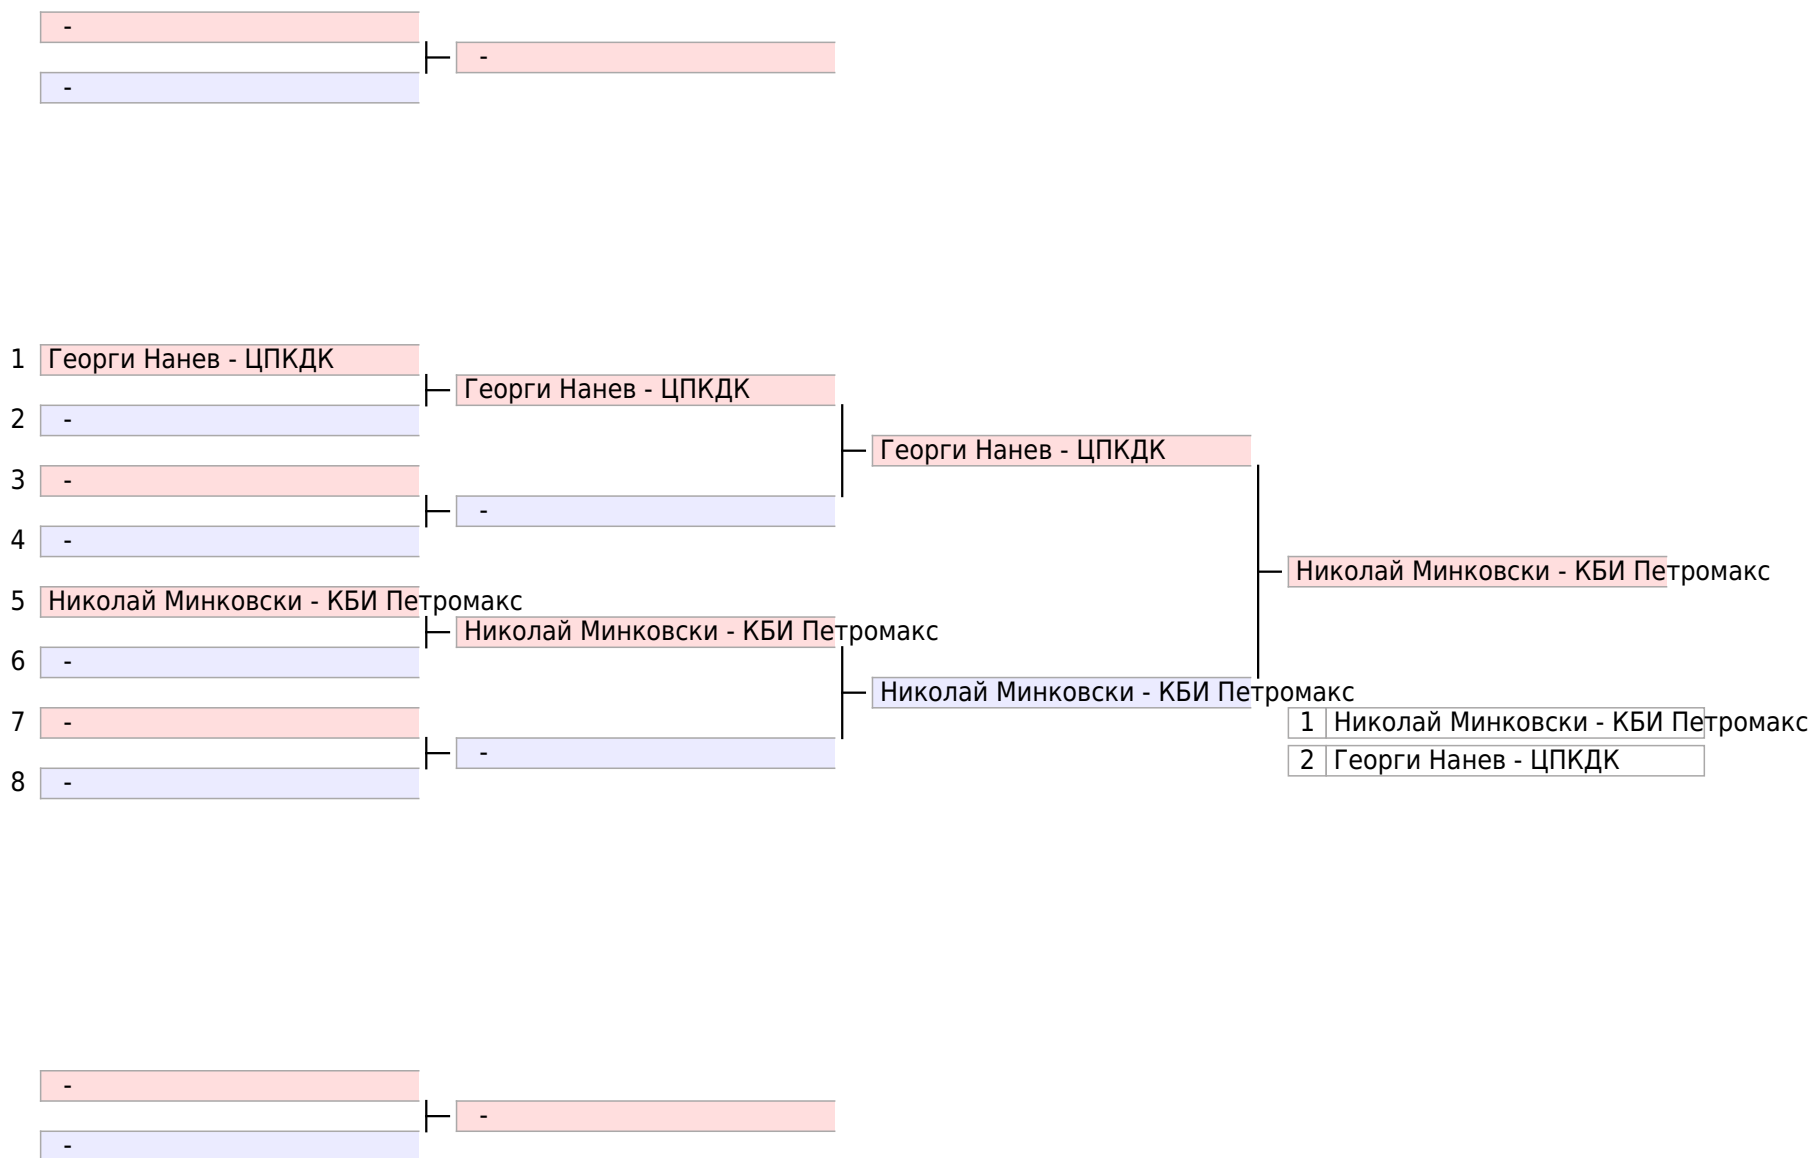 -
-
-
1 Георги Нанев - ЦПКДК
Георги Нанев - ЦПКДК
2 -
Георги Нанев - ЦПКДК
3 -
-
4 -
Николай Минковски - КБИ Петромакс
5 Николай Минковски - КБИ Петромакс
Николай Минковски - КБИ Петромакс
6 -
Николай Минковски - КБИ Петромакс
7 -
1 Николай Минковски - КБИ Петромакс
-
2 Георги Нанев - ЦПКДК
8 -
-
-
-